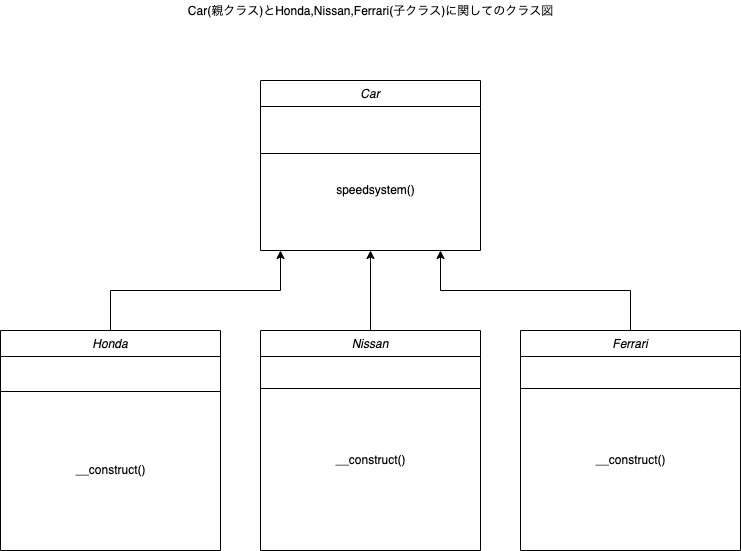 Car(親クラス)とHonda,Nissan,Ferrari(子クラス)に関してのクラス図
Car
speedsystem()
Honda
Nissan
Ferrari
__construct()
__construct()
__construct()